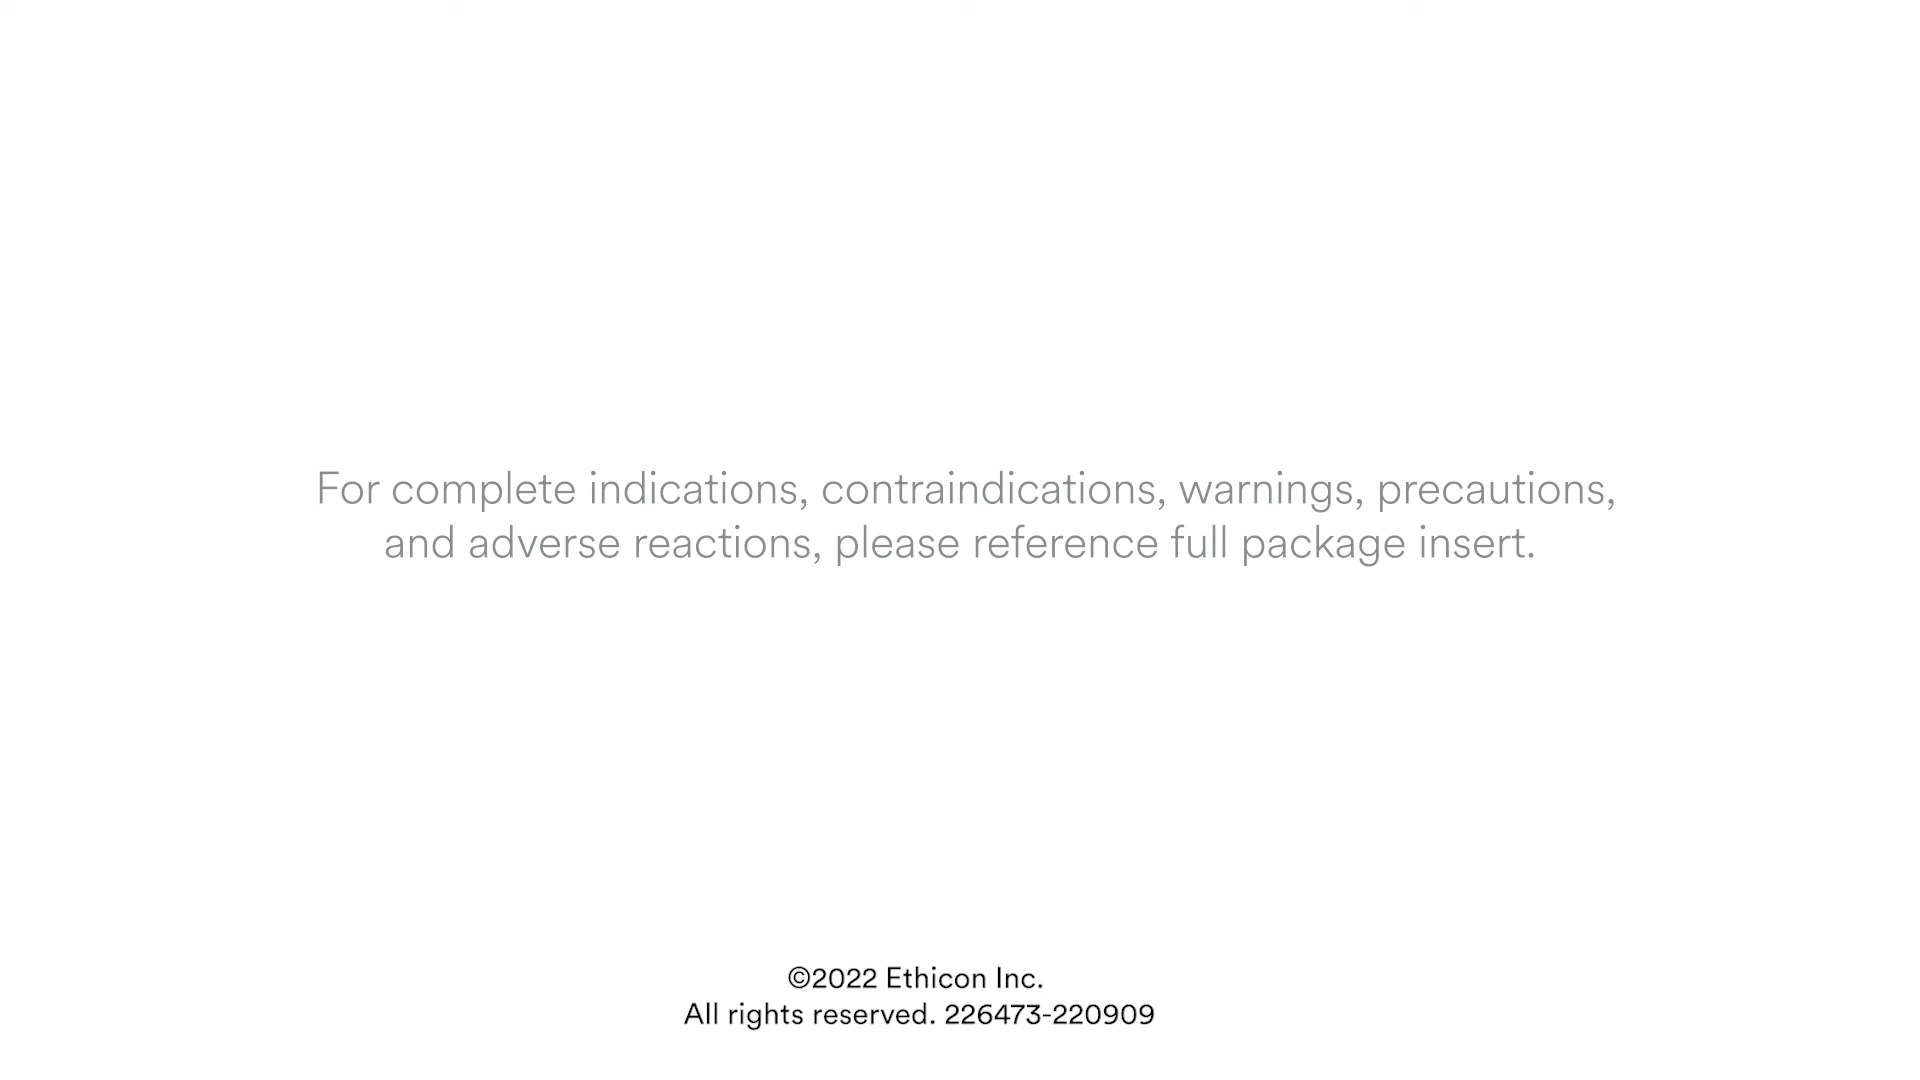 For complete indications, contraindications, warnings, precautions,
and adverse reactions, please reference full package insert.
©2022 Ethicon Inc.
All rights reserved. 226473-220909